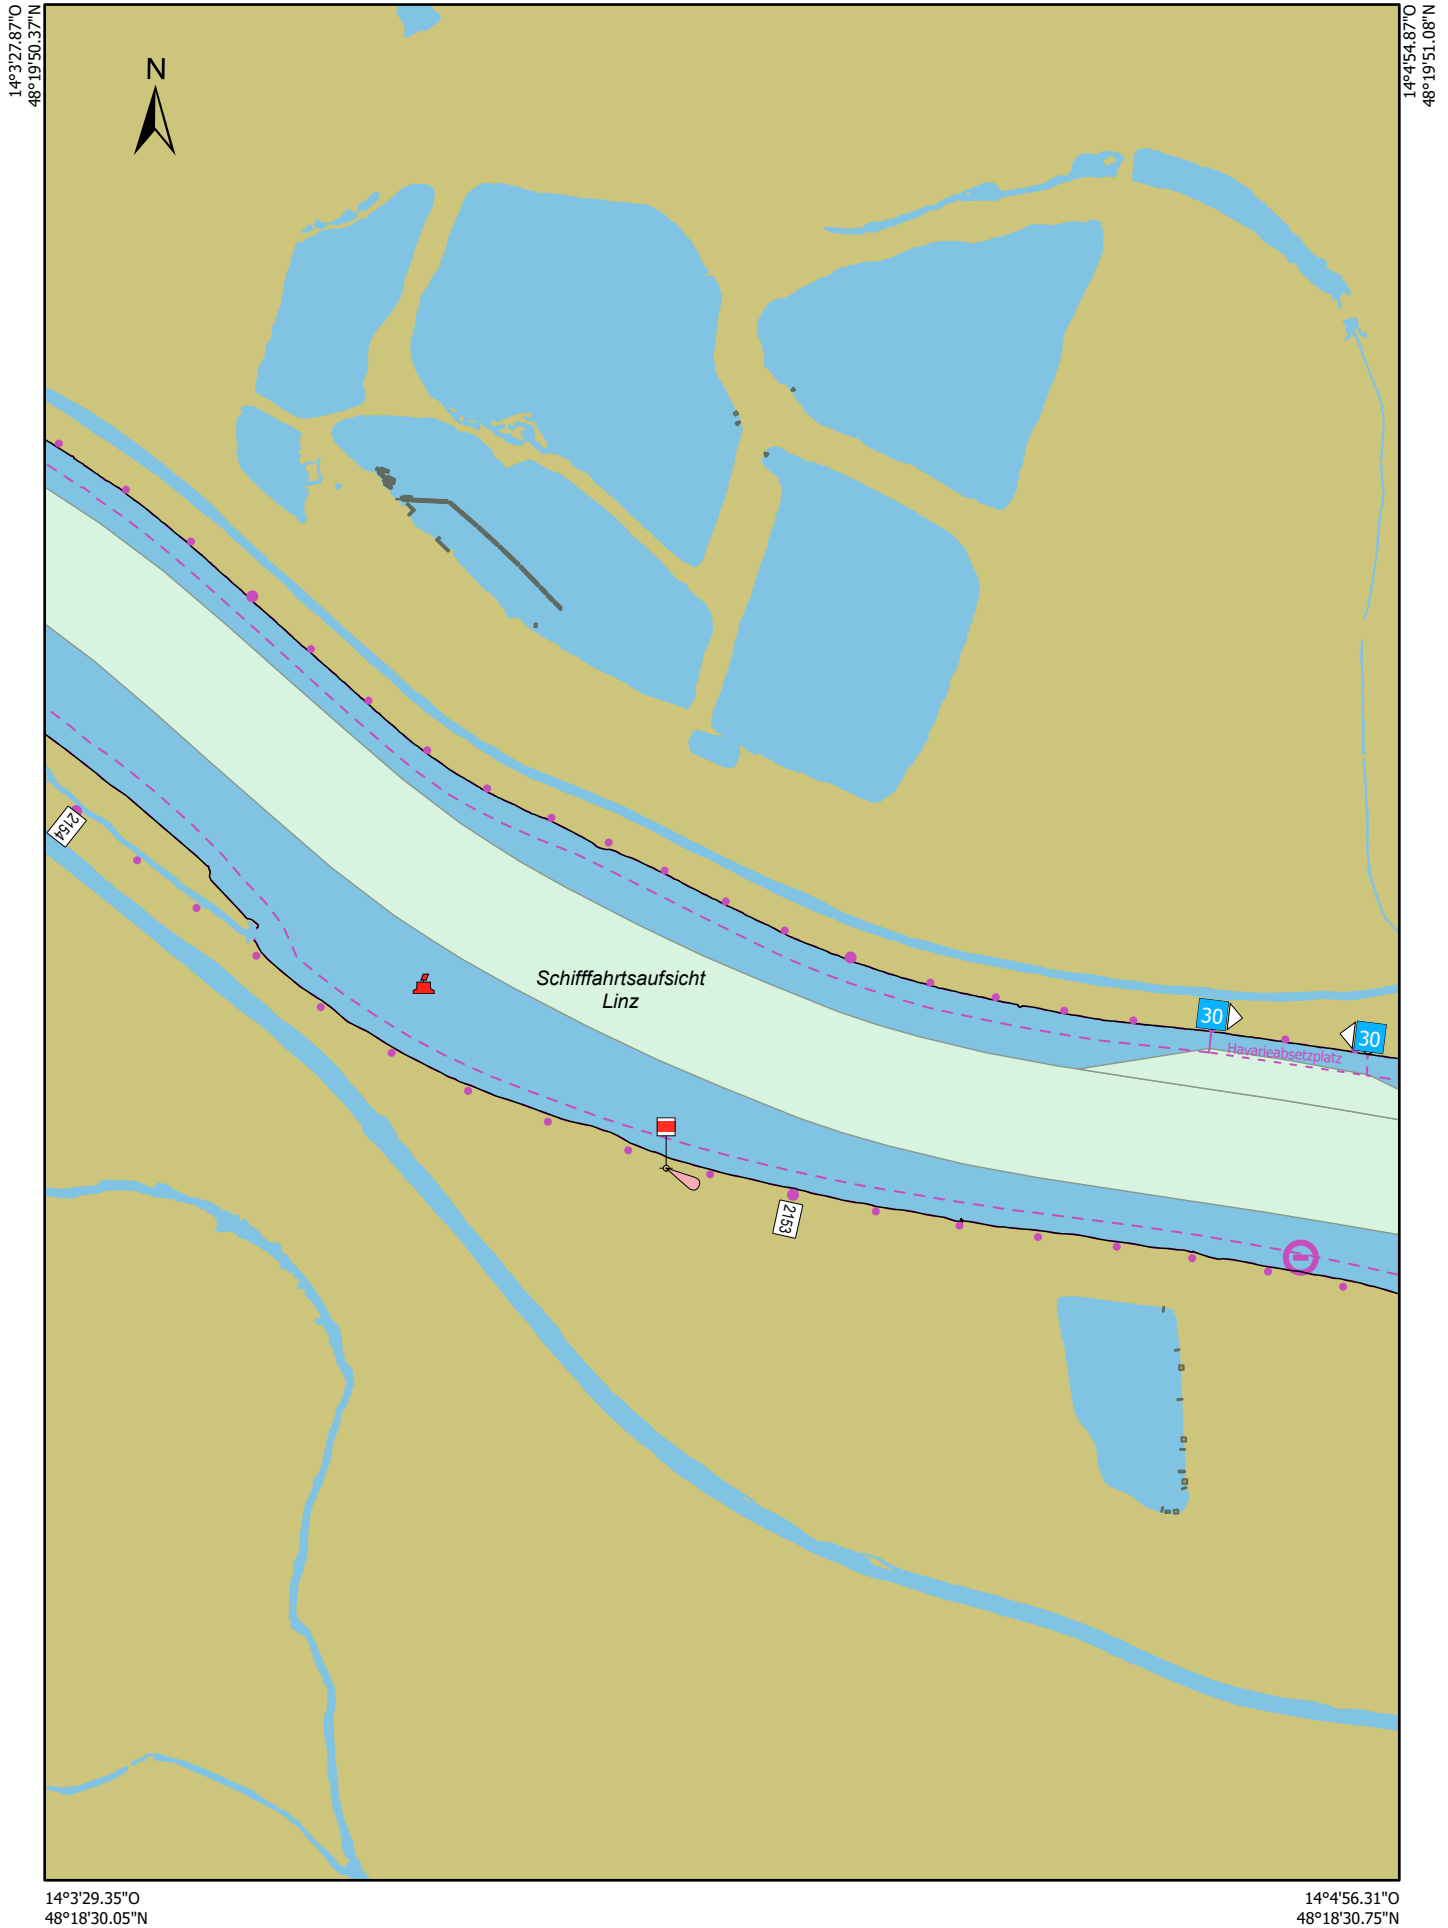 14°3'27.87"O
48°19'50.37"N
14°4'54.87"O
48°19'51.08"N
N
2154
Schifffahrtsaufsicht
Linz
30
30
Havarieabsetzplatz
2153
14°3'29.35"O
48°18'30.05"N
14°4'56.31"O
48°18'30.75"N